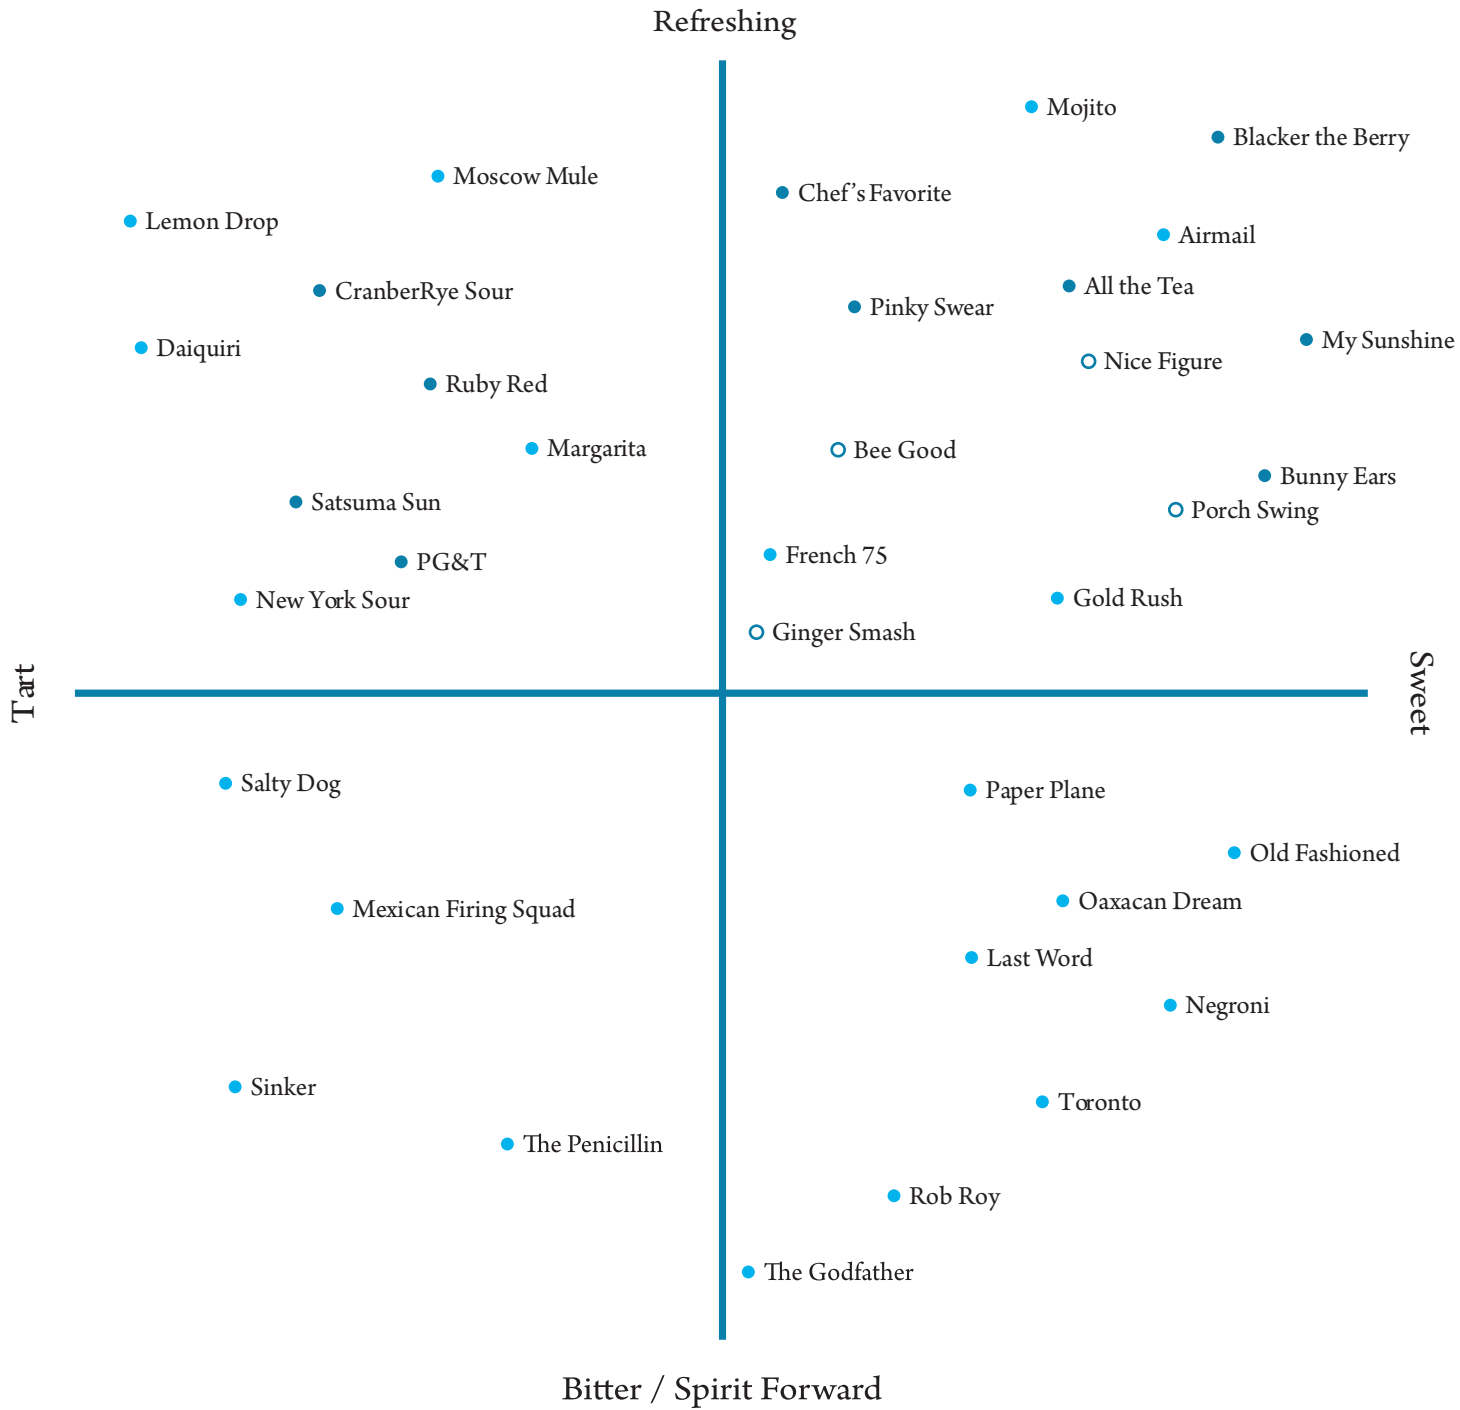 Refreshing
Mojito
Blacker the Berry
Moscow Mule
Chef's Favorite
Lemon Drop
Airmail
All the Tea
CranberRye Sour
Pinky Swear
My Sunshine
Daiquiri
Nice Figure
Ruby Red
Margarita
Bee Good
Bunny Ears
Satsuma Sun
Porch Swing
French 75
PG&T
New York Sour
Gold Rush
Ginger Smash
Tart
Sweet
Salty Dog
Paper Plane
Old Fashioned
Oaxacan Dream
Mexican Firing Squad
Last Word
Negroni
Sinker
Toronto
The Penicillin
Rob Roy
The Godfather
Bitter / Spirit Forward